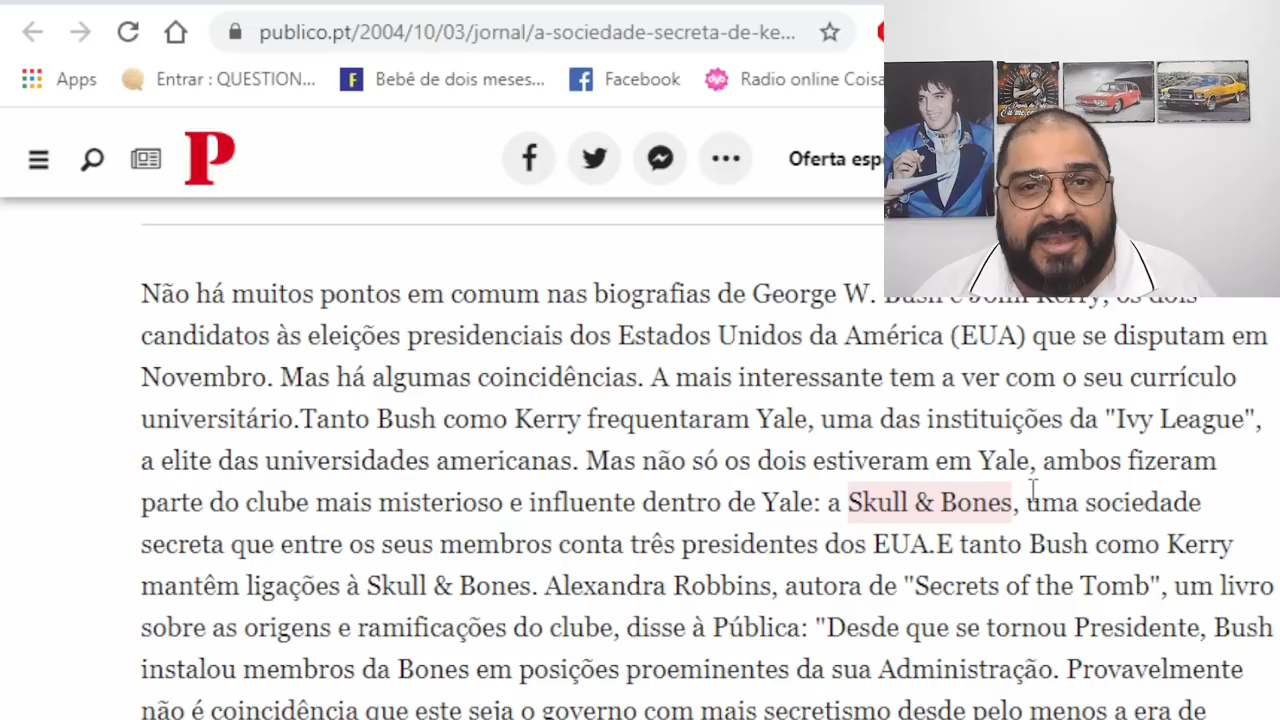 publico.pt/2004/10/03/jornal/a-sociedade-secreta-de-ke...
Apps Entrar : QUESTION... Bebê de dois meses... Facebook Radio online Coisa
P Oferta esp
Não há muitos pontos em comum nas biografias de George W. Bush e John Kerry, os dois
candidatos às eleições presidenciais dos Estados Unidos da América (EUA) que se disputam em
Novembro. Mas há algumas coincidências. A mais interessante tem a ver com o seu currículo
universitário.Tanto Bush como Kerry frequentaram Yale, uma das instituições da "Ivy League",
a elite das universidades americanas. Mas não só os dois estiveram em Yale, ambos fizeram
parte do clube mais misterioso e influente dentro de Yale: a Skull & Bones, uma sociedade
secreta que entre os seus membros conta três presidentes dos EUA.E tanto Bush como Kerry
mantêm ligações à Skull & Bones. Alexandra Robbins, autora de "Secrets of the Tomb", um livro
sobre as origens e ramificações do clube, disse à Pública: "Desde que se tornou Presidente, Bush
instalou membros da Bones em posições proeminentes da sua Administração. Provavelmente
não é coincidência que este seja o governo com mais secretismo desde pelo menos a era de